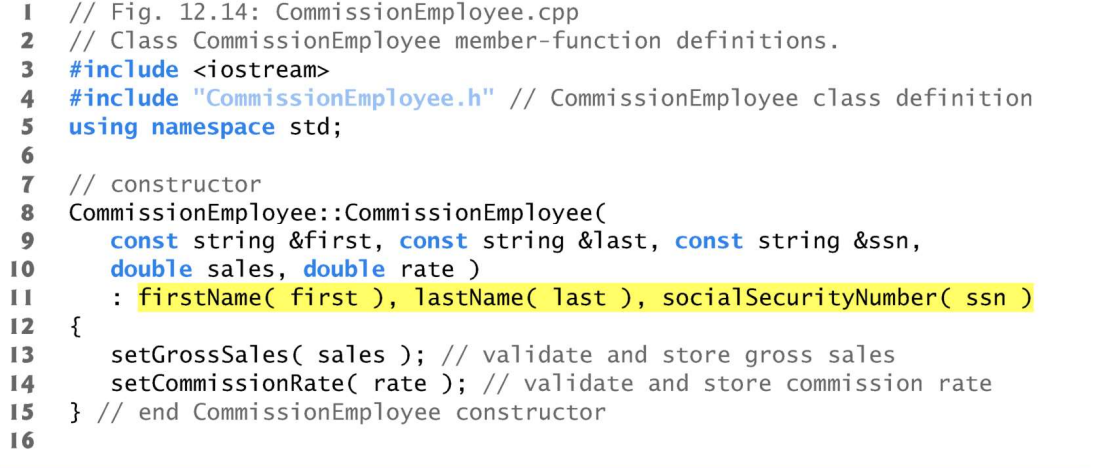 1 // Fig. 12.14: CommissionEmployee.cpp
2 // Class CommissionEmployee member-function definitions.
3 #include <iostream>
4 #include "CommissionEmployee.h" // CommissionEmployee class definition
5 using namespace std;
6
7 // constructor
8 CommissionEmployee::CommissionEmployee(
9    const string &first, const string &last, const string &ssn,
10    double sales, double rate )
11    : firstName( first ), lastName( last ), socialSecurityNumber( ssn )
12 {
13    setGrossSales( sales ); // validate and store gross sales
14    setCommissionRate( rate ); // validate and store commission rate
15 } // end CommissionEmployee constructor
16